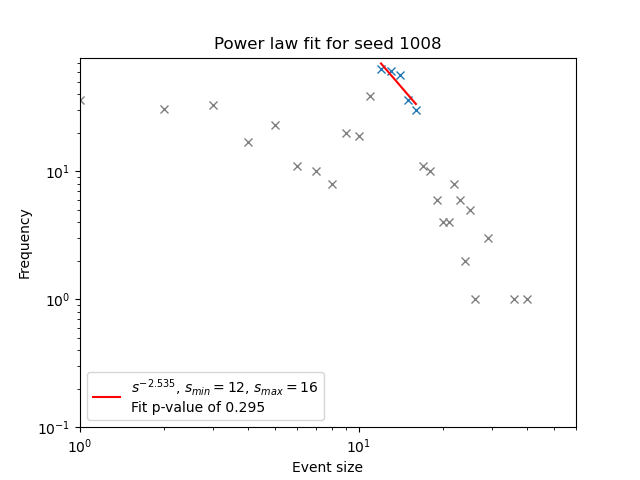 Power law fit for seed 1008
Frequency
10¹
10⁰
10⁻¹
s⁻²·⁵³⁵, s_min = 12, s_max = 16
Fit p-value of 0.295
10⁰
10¹
Event size